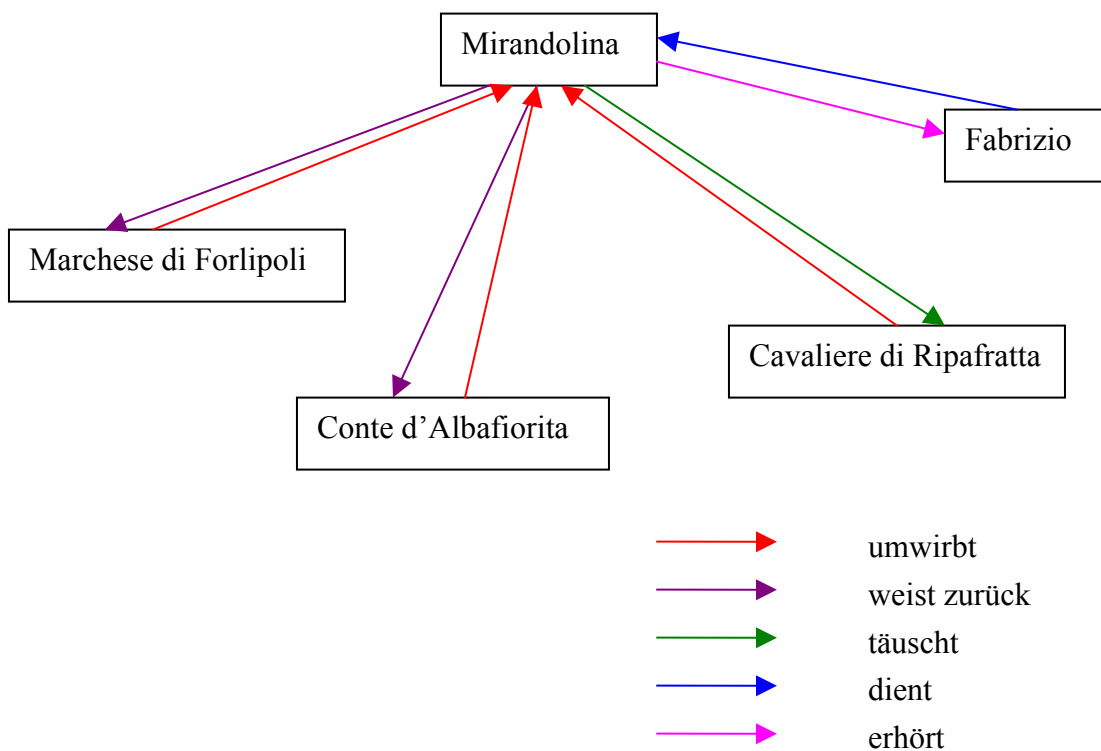 Mirandolina
Fabrizio
Marchese di Forlipoli
Cavaliere di Ripafratta
Conte d’Albafiorita
umwirbt
weist zurück
täuscht
dient
erhört